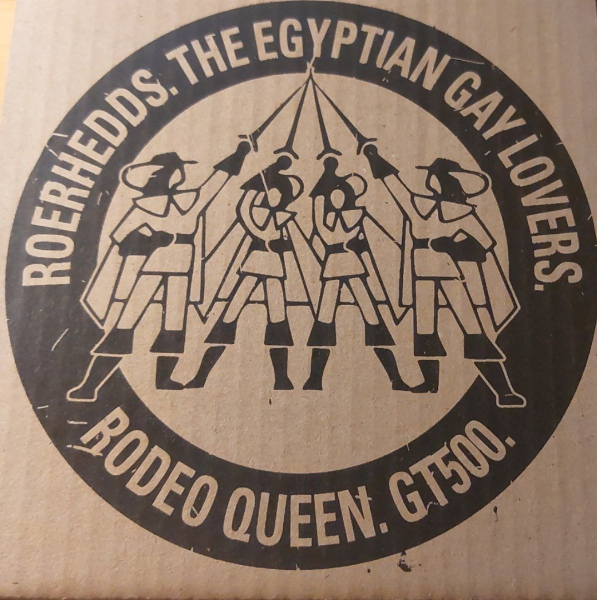 ROERHEDDS. THE EGYPTIAN GAY LOVERS.
RODEO QUEEN. GT500.